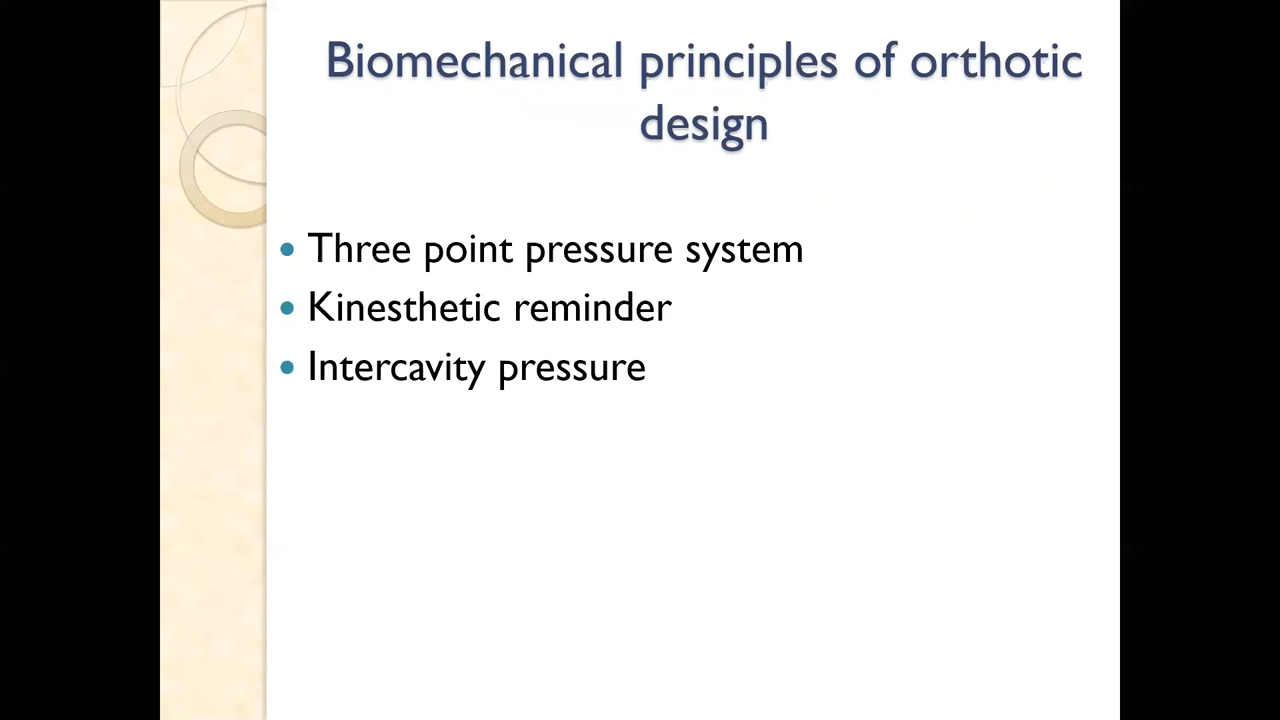 Biomechanical principles of orthotic
design
• Three point pressure system
• Kinesthetic reminder
• Intercavity pressure